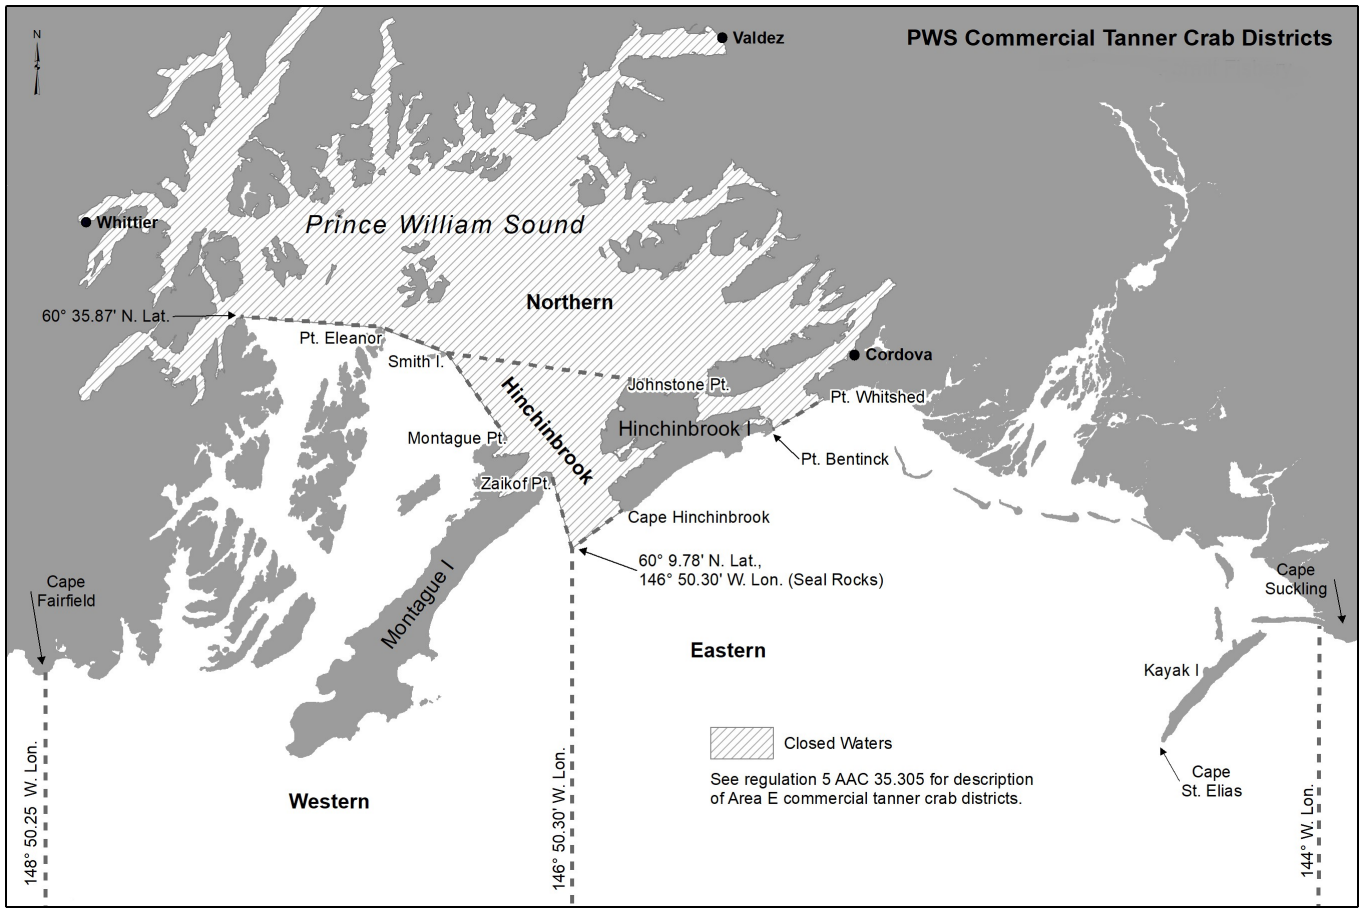 N
PWS Commercial Tanner Crab Districts
Valdez
Whittier
Prince William Sound
Northern
60° 35.87' N. Lat.
Pt. Eleanor
Smith I.
Cordova
Johnstone Pt.
Pt. Whitshed
Hinchinbrook
Hinchinbrook I
Montague Pt.
Pt. Bentinck
Zaikof Pt.
Cape Hinchinbrook
60° 9.78' N. Lat.,
146° 50.30' W. Lon. (Seal Rocks)
Cape
Fairfield
Montague I
Cape
Suckling
Eastern
Kayak I
Closed Waters
See regulation 5 AAC 35.305 for description
of Area E commercial tanner crab districts.
Cape
St. Elias
Western
148° 50.25 W. Lon.
146° 50.30' W. Lon.
144° W. Lon.